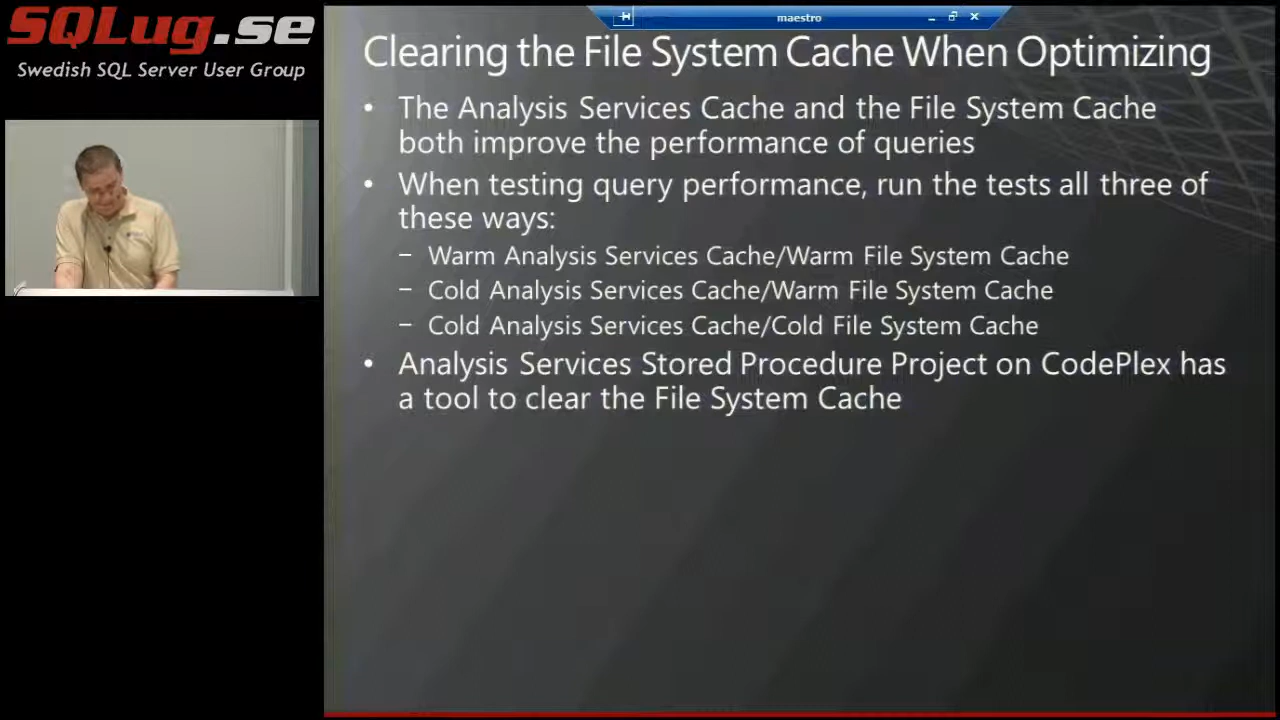 SQLug.se
Swedish SQL Server User Group
maestro
Clearing the File System Cache When Optimizing
• The Analysis Services Cache and the File System Cache
both improve the performance of queries
• When testing query performance, run the tests all three of
these ways:
– Warm Analysis Services Cache/Warm File System Cache
– Cold Analysis Services Cache/Warm File System Cache
– Cold Analysis Services Cache/Cold File System Cache
• Analysis Services Stored Procedure Project on CodePlex has
a tool to clear the File System Cache